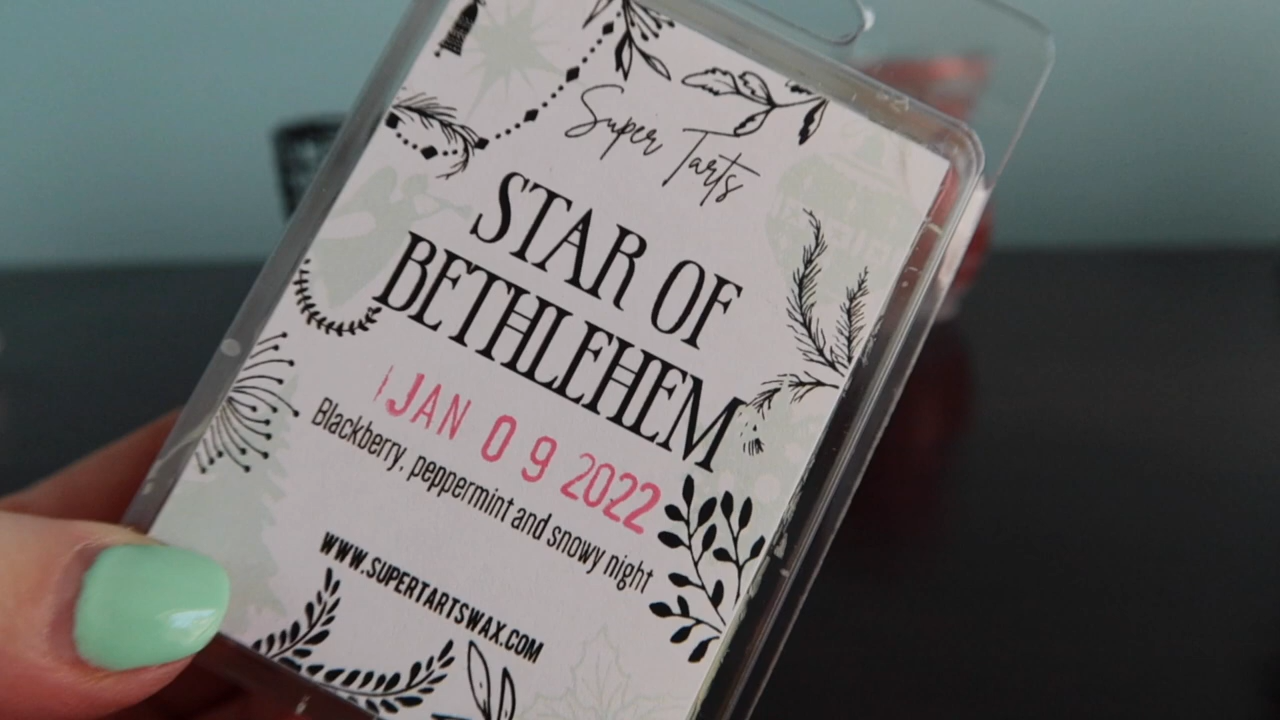 Super Tarts
STAR OF
BETHLEHEM
JAN 09 2022
Blackberry, peppermint and snowy night
WWW.SUPERTARTSWAX.COM